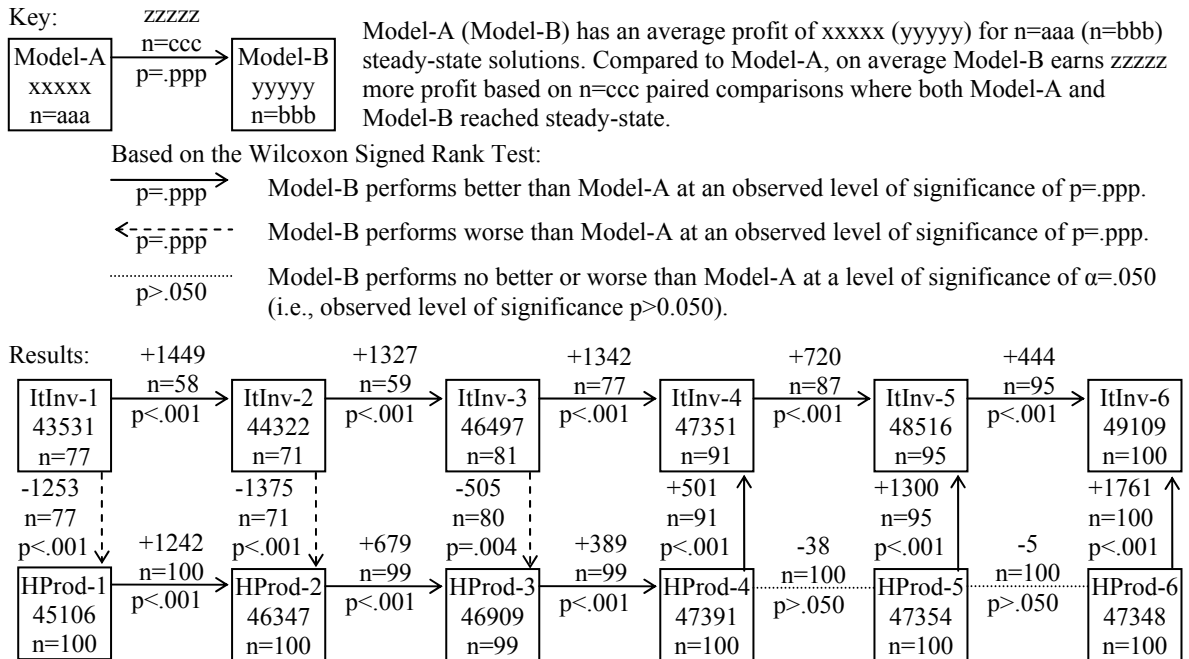 Key:
zzzzz
n=ccc
p=.ppp
Model-A
xxxxx
n=aaa
Model-B
yyyyy
n=bbb
Model-A (Model-B) has an average profit of xxxxx (yyyyy) for n=aaa (n=bbb)
steady-state solutions. Compared to Model-A, on average Model-B earns zzzzz
more profit based on n=ccc paired comparisons where both Model-A and
Model-B reached steady-state.
Based on the Wilcoxon Signed Rank Test:
p=.ppp
Model-B performs better than Model-A at an observed level of significance of p=.ppp.
p=.ppp
Model-B performs worse than Model-A at an observed level of significance of p=.ppp.
p>.050
Model-B performs no better or worse than Model-A at a level of significance of α=.050
(i.e., observed level of significance p>0.050).
Results:
ItInv-1
43531
n=77
+1449
n=58
p<.001
ItInv-2
44322
n=71
+1327
n=59
p<.001
ItInv-3
46497
n=81
+1342
n=77
p<.001
ItInv-4
47351
n=91
+720
n=87
p<.001
ItInv-5
48516
n=95
+444
n=95
p<.001
ItInv-6
49109
n=100
-1253
n=77
p<.001
-1375
n=71
p<.001
-505
n=80
p=.004
+501
n=91
p<.001
+1300
n=95
p<.001
+1761
n=100
p<.001
HProd-1
45106
n=100
+1242
n=100
p<.001
HProd-2
46347
n=100
+679
n=99
p<.001
HProd-3
46909
n=99
+389
n=99
p<.001
HProd-4
47391
n=100
-38
n=100
p>.050
HProd-5
47354
n=100
-5
n=100
p>.050
HProd-6
47348
n=100